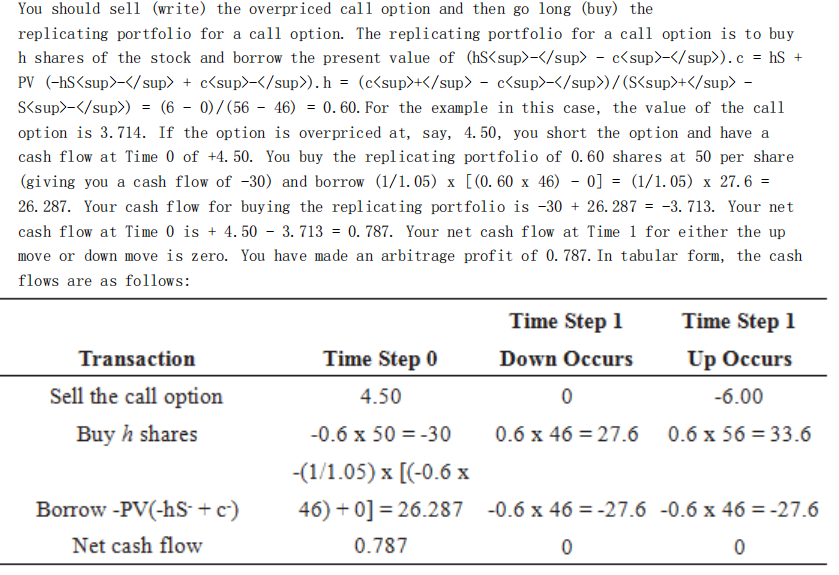 You should sell (write) the overpriced call option and then go long (buy) the
replicating portfolio for a call option. The replicating portfolio for a call option is to buy
h shares of the stock and borrow the present value of (hS<sup>-</sup> - c<sup>-</sup>). c = hS +
PV (-hS<sup>-</sup> + c<sup>-</sup>). h = (c<sup>+</sup> - c<sup>-</sup>)/(S<sup>+</sup> -
S<sup>-</sup>) = (6 - 0)/(56 - 46) = 0.60. For the example in this case, the value of the call
option is 3.714. If the option is overpriced at, say, 4.50, you short the option and have a
cash flow at Time 0 of +4.50. You buy the replicating portfolio of 0.60 shares at 50 per share
(giving you a cash flow of -30) and borrow (1/1.05) x [(0.60 x 46) - 0] = (1/1.05) x 27.6 =
26.287. Your cash flow for buying the replicating portfolio is -30 + 26.287 = -3.713. Your net
cash flow at Time 0 is + 4.50 - 3.713 = 0.787. Your net cash flow at Time 1 for either the up
move or down move is zero. You have made an arbitrage profit of 0.787. In tabular form, the cash
flows are as follows:
Time Step 1 Time Step 1
Transaction Time Step 0 Down Occurs Up Occurs
Sell the call option 4.50 0 -6.00
Buy h shares -0.6 x 50 = -30 0.6 x 46 = 27.6 0.6 x 56 = 33.6
-(1/1.05) x [(-0.6 x
Borrow -PV(-hS- + c-) 46) + 0] = 26.287 -0.6 x 46 = -27.6 -0.6 x 46 = -27.6
Net cash flow 0.787 0 0